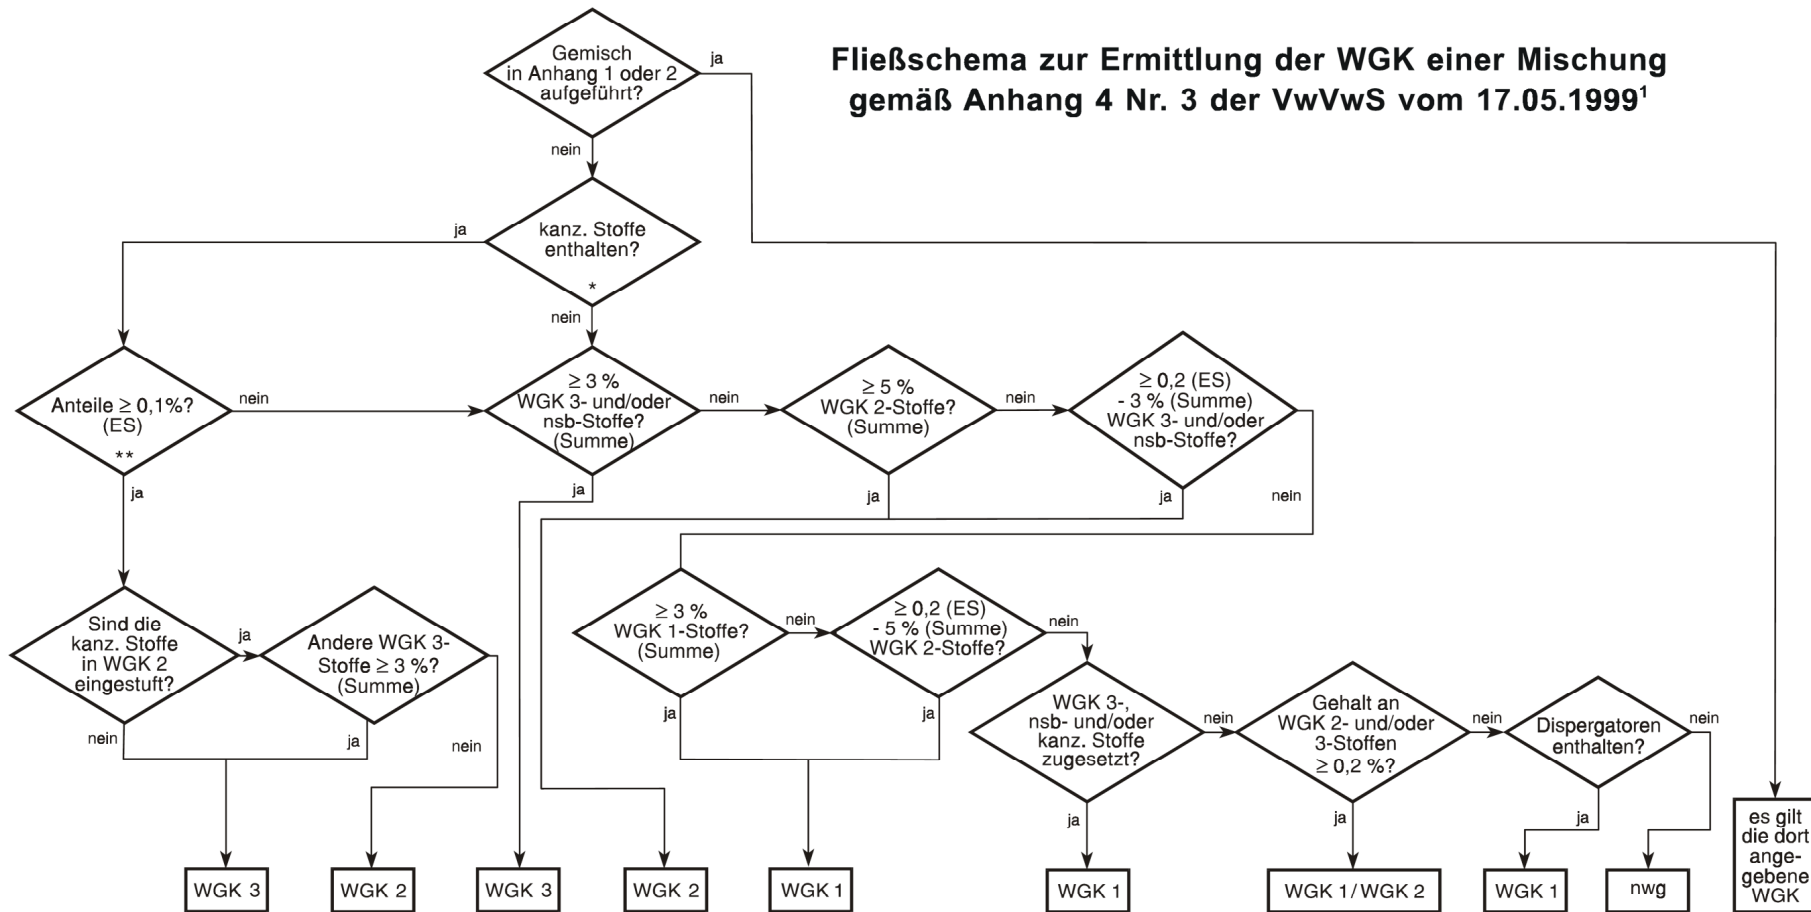 Fließschema zur Ermittlung der WGK einer Mischung
gemäß Anhang 4 Nr. 3 der VwVwS vom 17.05.1999¹
Gemisch
in Anhang 1 oder 2
aufgeführt?
ja
nein
kanz. Stoffe
enthalten?
*
ja
nein
Anteile ≥ 0,1%?
(ES)
**
nein
ja
≥ 3 %
WGK 3- und/oder
nsb-Stoffe?
(Summe)
nein
ja
≥ 5 %
WGK 2-Stoffe?
(Summe)
nein
ja
≥ 0,2 (ES)
- 3 % (Summe)
WGK 3- und/oder
nsb-Stoffe?
ja
nein
Sind die
kanz. Stoffe
in WGK 2
eingestuft?
ja
nein
Andere WGK 3-
Stoffe ≥ 3 %?
(Summe)
ja
nein
≥ 3 %
WGK 1-Stoffe?
(Summe)
nein
ja
≥ 0,2 (ES)
- 5 % (Summe)
WGK 2-Stoffe?
nein
ja
WGK 3-,
nsb- und/oder
kanz. Stoffe
zugesetzt?
nein
ja
Gehalt an
WGK 2- und/oder
3-Stoffen
≥ 0,2 %?
nein
ja
Dispergatoren
enthalten?
nein
ja
WGK 3
WGK 2
WGK 3
WGK 2
WGK 1
WGK 1
WGK 1 / WGK 2
WGK 1
nwg
es gilt
die dort
ange-
gebene
WGK